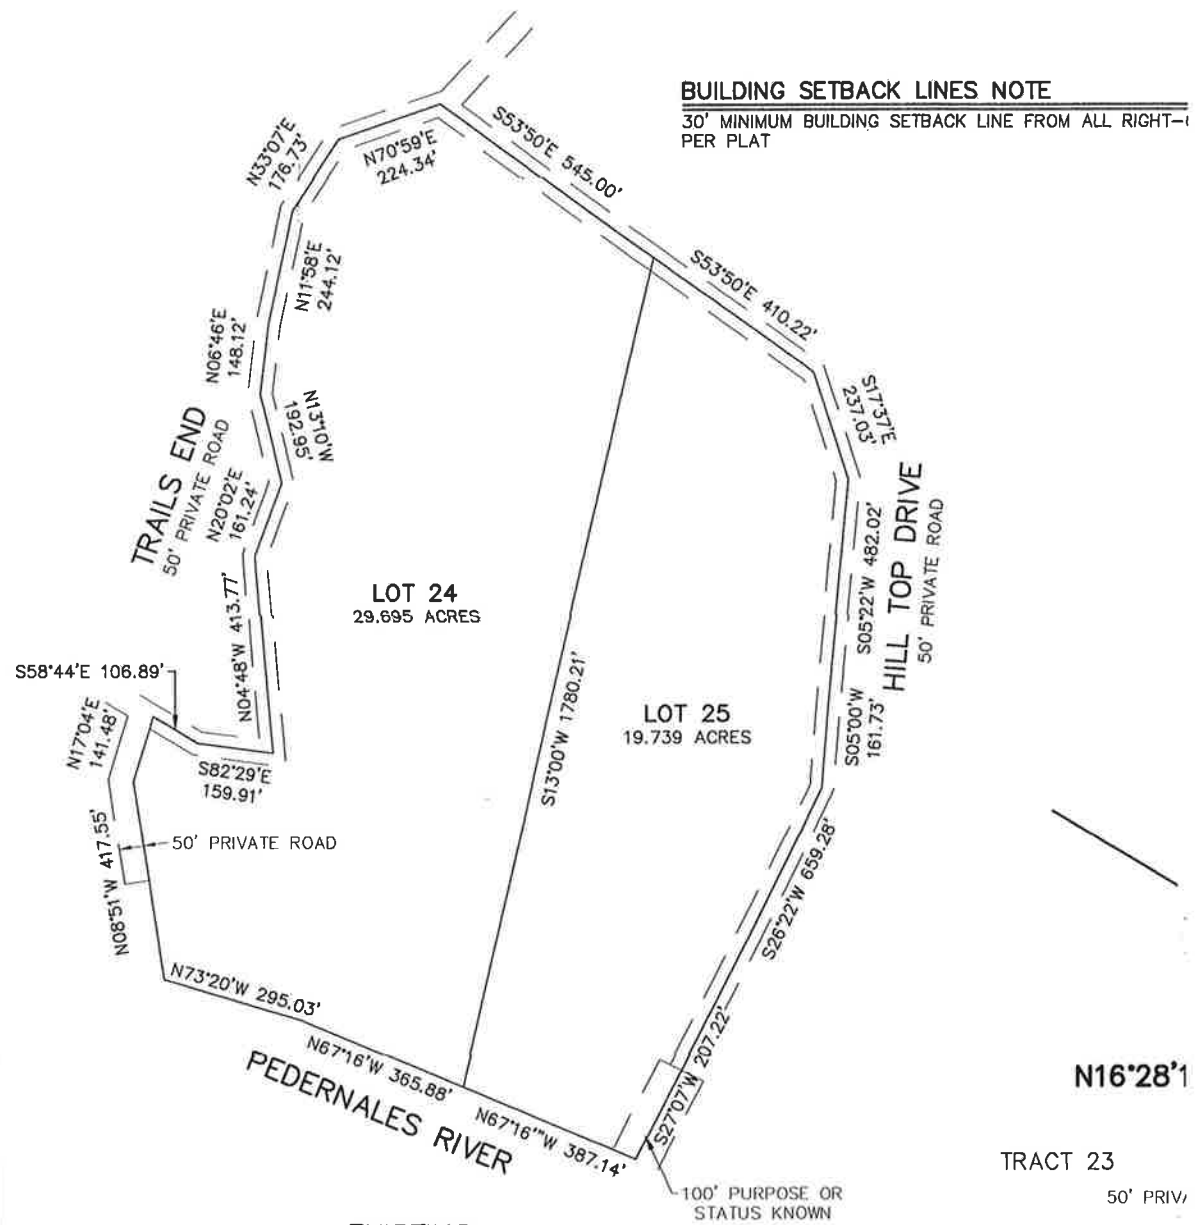 BUILDING SETBACK LINES NOTE
30' MINIMUM BUILDING SETBACK LINE FROM ALL RIGHT-
PER PLAT
S53°50'E 545.00'
N33°07'E
176.73'
N70°59'E
224.34'
S53°50'E 410.22'
N11°58'E
244.12'
N06°46'E
148.12'
S17°37'E
237.03'
N13°10'W
192.95'
TRAILS END
50' PRIVATE ROAD
N20°02'E
161.24'
HILL TOP DRIVE
50' PRIVATE ROAD
S05°22'W 482.02'
LOT 24
29.695 ACRES
N04°48'W 413.77'
S58°44'E 106.89'
S13°00'W 1780.21'
LOT 25
19.739 ACRES
S05°00'W
161.73'
N17°04'E
141.48'
S82°29'E
159.91'
50' PRIVATE ROAD
N08°51'W 417.55'
S26°22'W 659.28'
N73°20'W 295.03'
N67°16'W 365.88'
S27°07'W 207.22'
PEDERNALES RIVER
N67°16'"W 387.14'
N16°28'1
TRACT 23
50' PRIV
100' PURPOSE OR
STATUS KNOWN